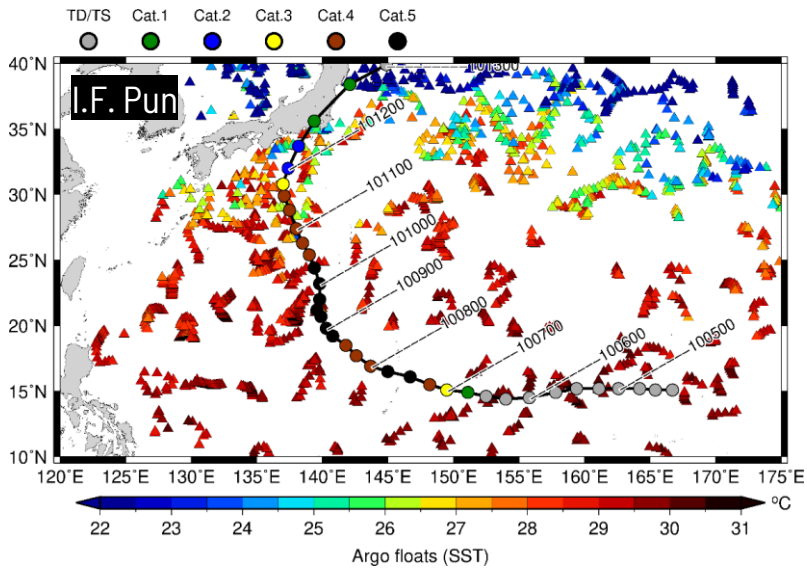 TD/TS Cat.1 Cat.2 Cat.3 Cat.4 Cat.5
40°N
101300
I.F. Pun
101200
35°N
101100
30°N
101000
25°N
100900
100800
20°N
100700
100600
100500
15°N
10°N
120°E 125°E 130°E 135°E 140°E 145°E 150°E 155°E 160°E 165°E 170°E 175°E
ºC
22 23 24 25 26 27 28 29 30 31
Argo floats (SST)